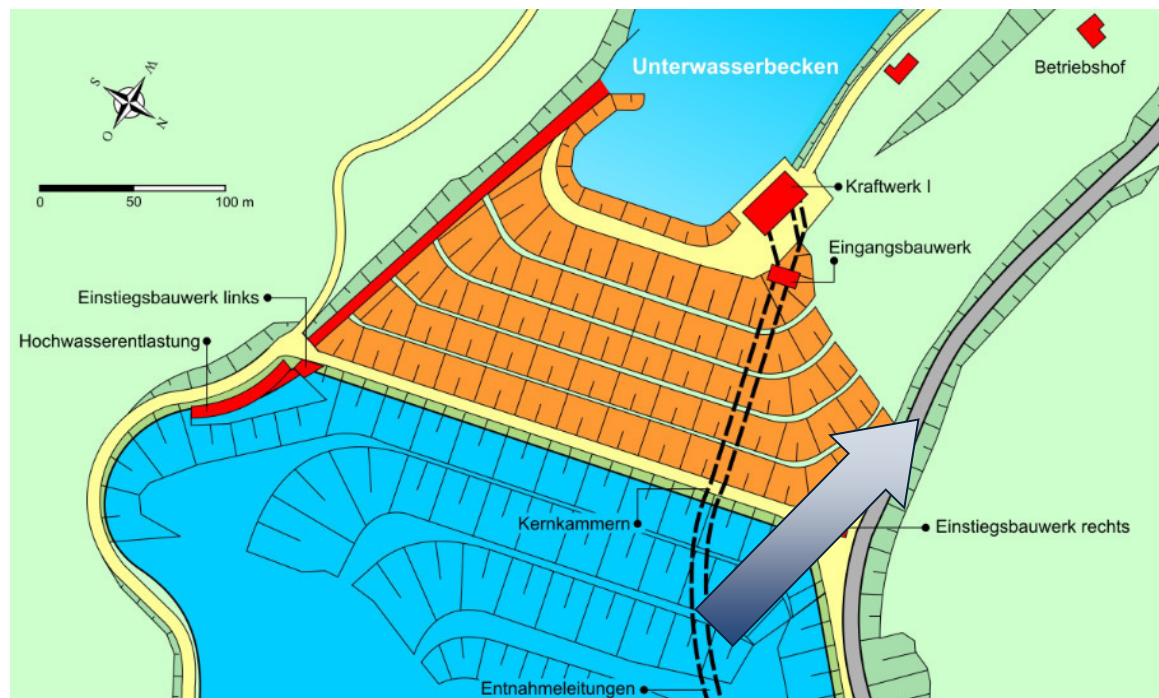 Unterwasserbecken
Betriebshof
W
S
N
O
0 50 100 m
Kraftwerk I
Eingangsbauwerk
Einstiegsbauwerk links
Hochwasserentlastung
Kernkammern
Einstiegsbauwerk rechts
Entnahmeleitungen